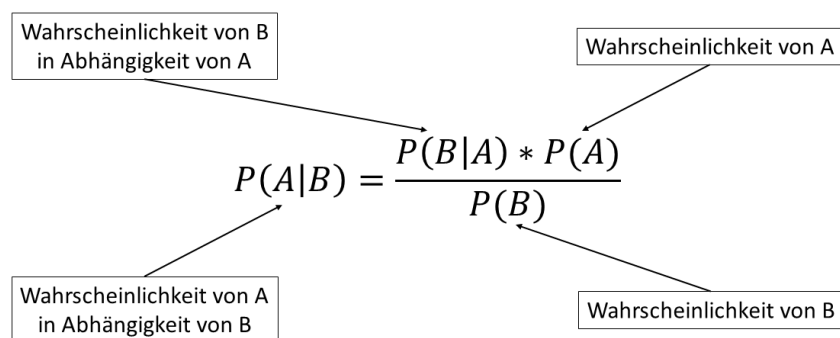 Wahrscheinlichkeit von B
in Abhängigkeit von A
Wahrscheinlichkeit von A
P(A|B) = P(B|A) * P(A)
P(B)
Wahrscheinlichkeit von A
in Abhängigkeit von B
Wahrscheinlichkeit von B